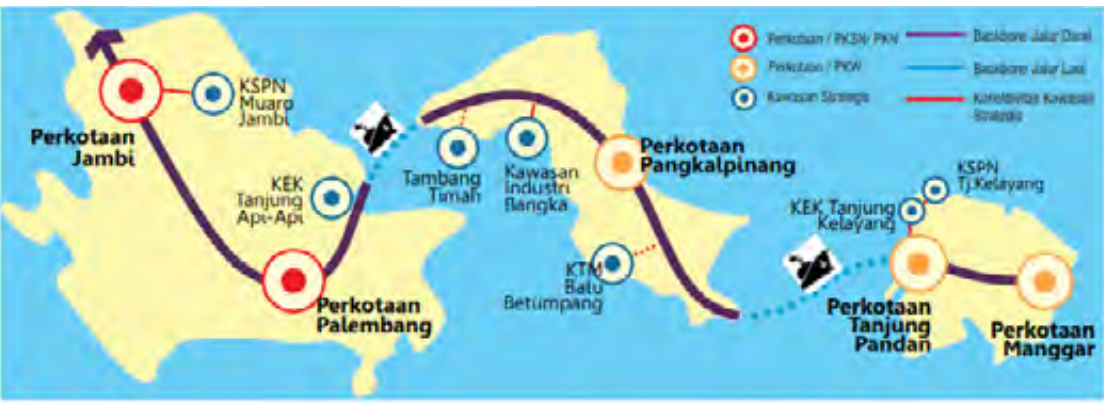 Perkotaan / PKSN/ PKN
Backbone Jalur Darat
Perkotaan / PKW
Backbone Jalur Laut
Kawasan Strategis
Konektivitas Kawasan
Strategis
KSPN
Muaro
Jambi
Perkotaan
Jambi
KEK
Tanjung
Api-Api
Perkotaan
Palembang
Tambang
Timah
Kawasan
Industri
Bangka
Perkotaan
Pangkalpinang
KTM
Batu
Betumpang
KSPN
Tj.Kelayang
KEK Tanjung
Kelayang
Perkotaan
Tanjung
Pandan
Perkotaan
Manggar